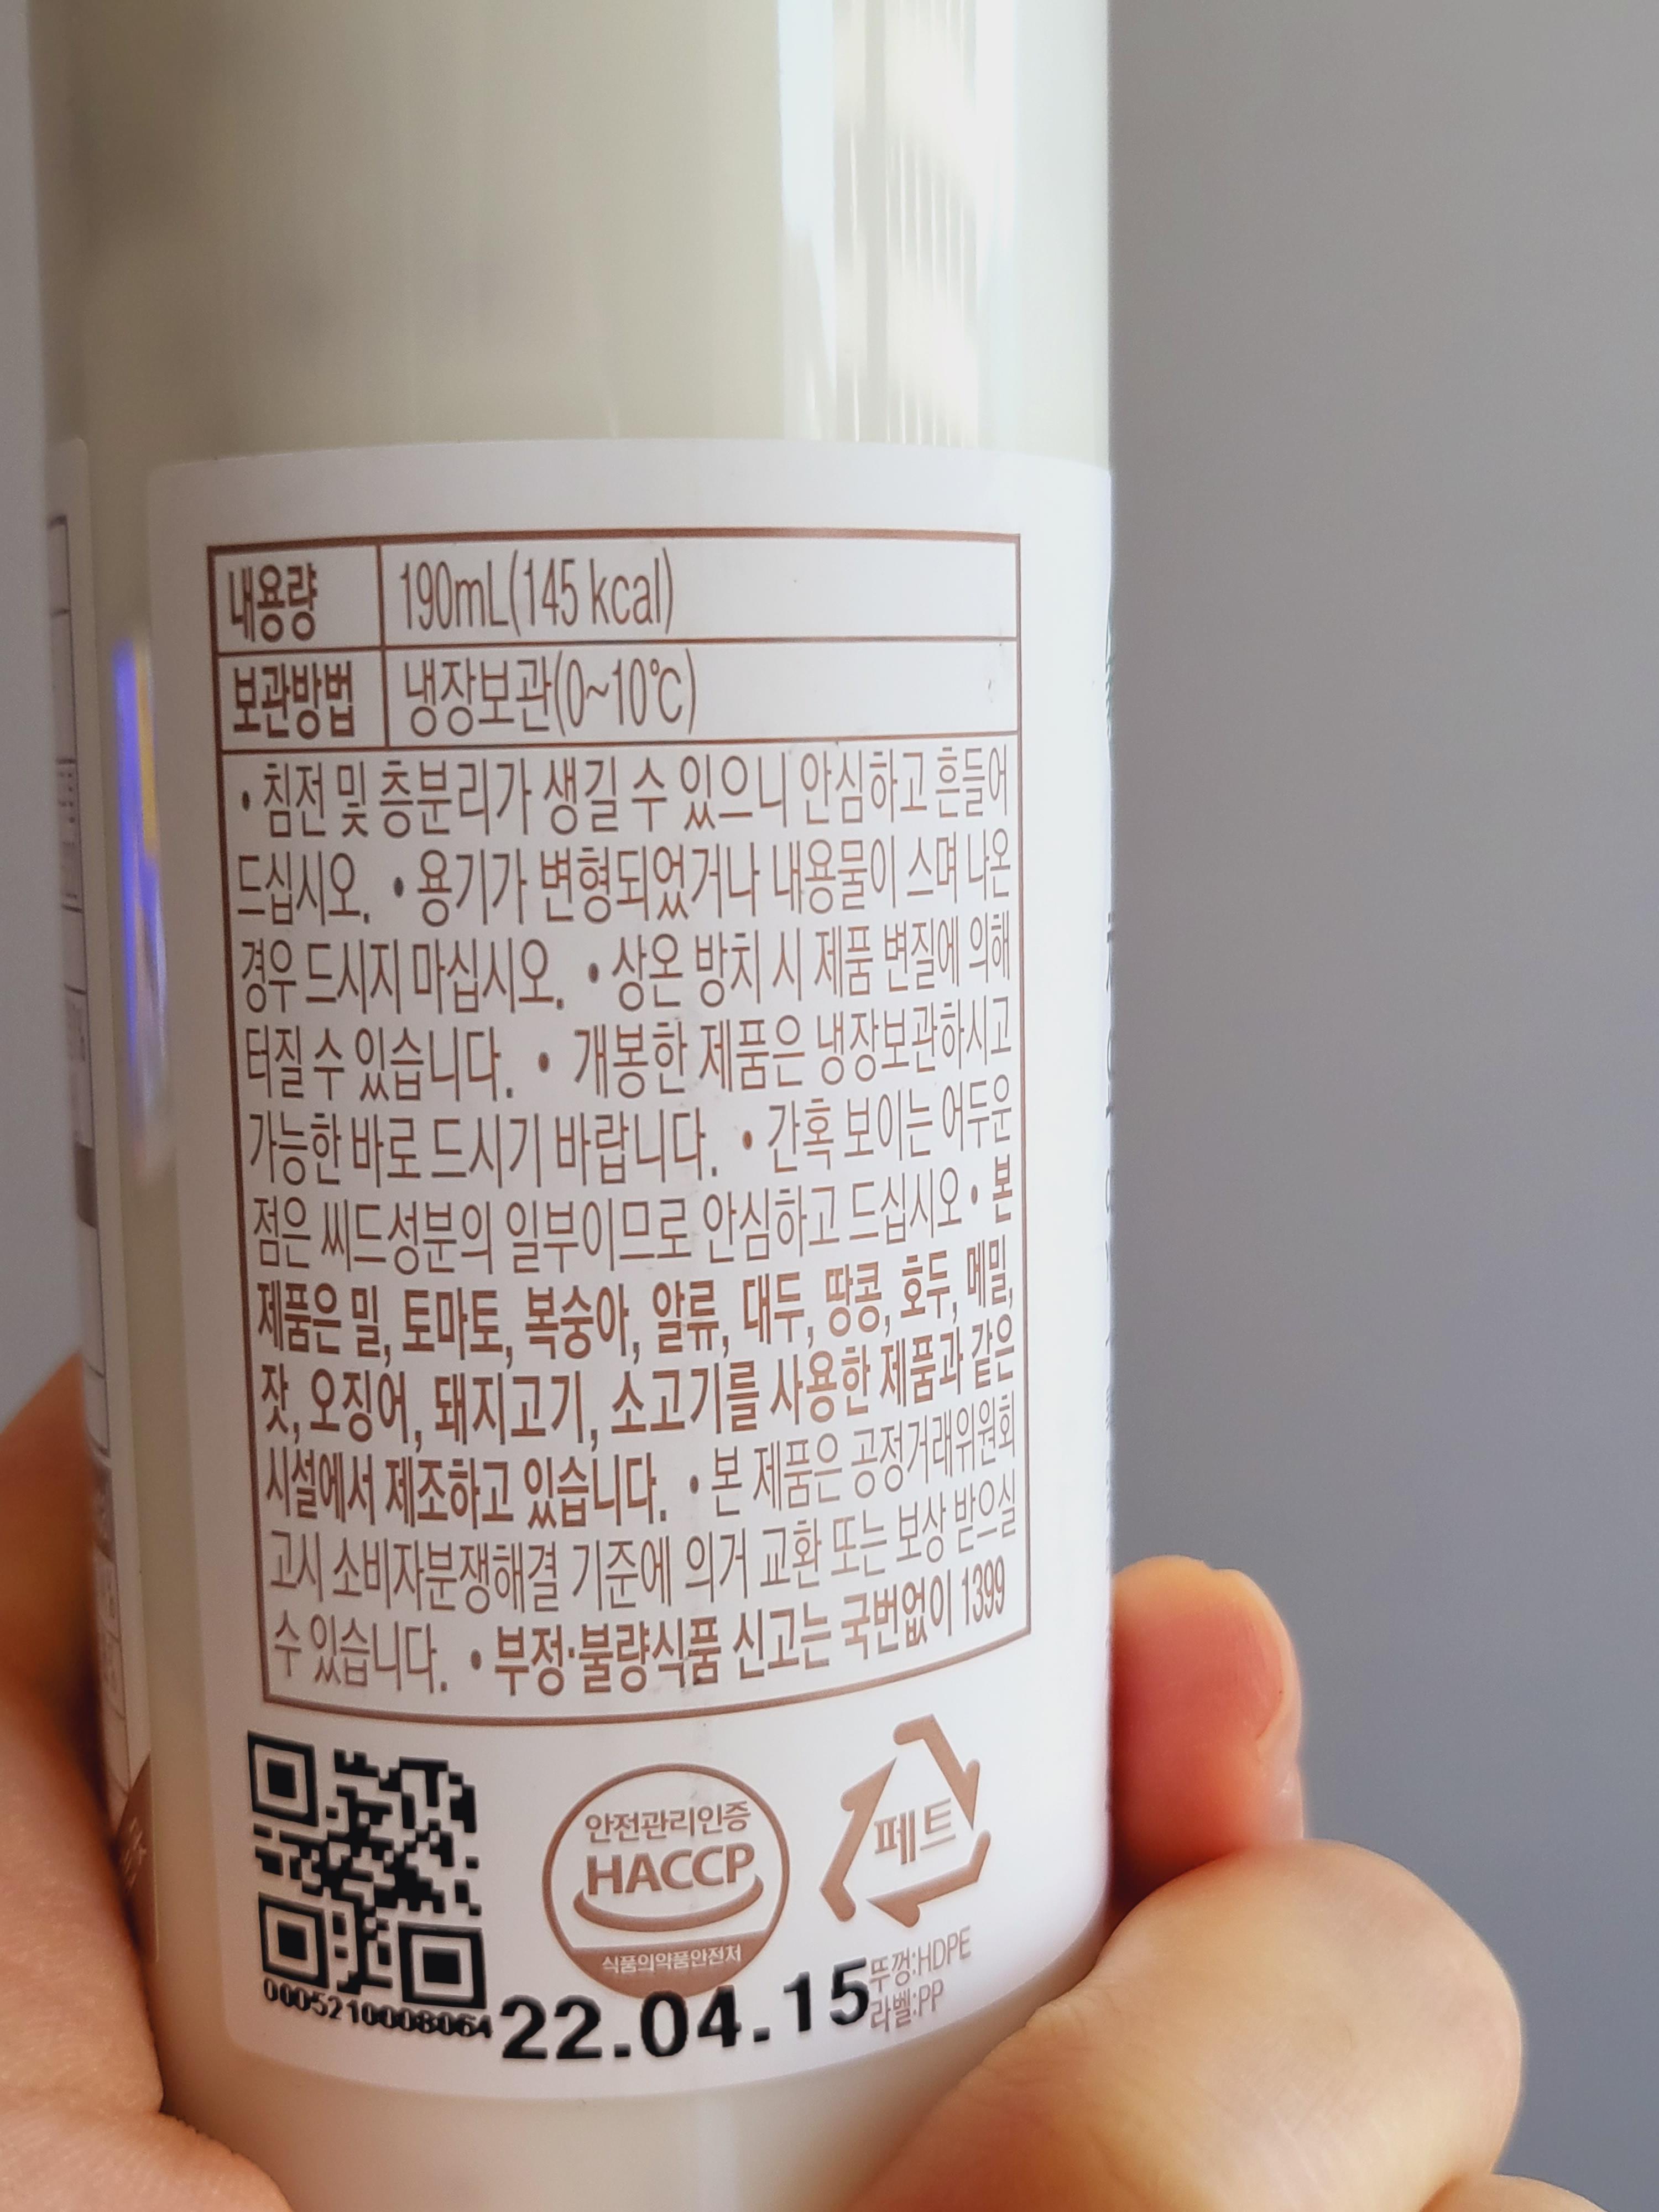 내용량 190mL(145 kcal)
보관방법 냉장보관(0~10℃)
• 침전 및 층분리가 생길 수 있으니 안심하고 흔들어
드십시오. • 용기가 변형되었거나 내용물이 스며 나온
경우 드시지 마십시오. • 상온 방치 시 제품 변질에 의해
터질 수 있습니다. • 개봉한 제품은 냉장보관하시고
가능한 바로 드시기 바랍니다. • 간혹 보이는 어두운
점은 씨드성분의 일부이므로 안심하고 드십시오 • 본
제품은 밀, 토마토, 복숭아, 알류, 대두, 땅콩, 호두, 메밀,
잣, 오징어, 돼지고기, 소고기를 사용한 제품과 같은
시설에서 제조하고 있습니다. • 본 제품은 공정거래위원회
고시 소비자분쟁해결 기준에 의거 교환 또는 보상 받으실
수 있습니다. • 부정·불량식품 신고는 국번없이 1399
안전관리인증
HACCP
식품의약품안전처
페트
뚜껑:HDPE
라벨:PP
0005210008064
22.04.15